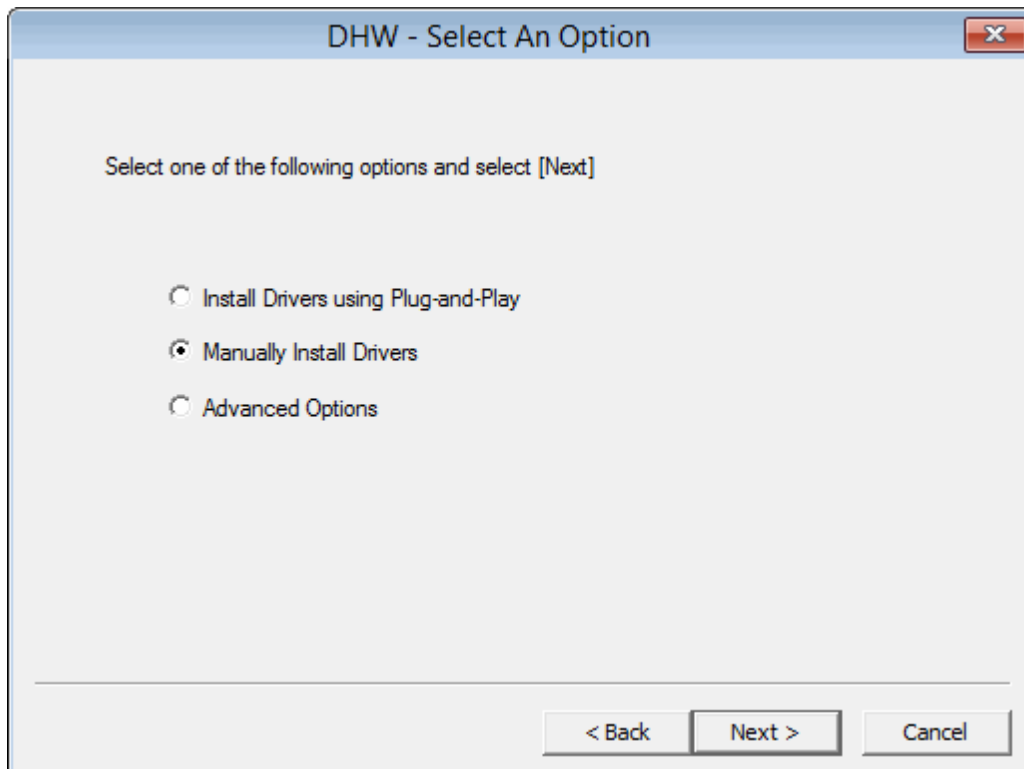 DHW - Select An Option
Select one of the following options and select [Next]
Install Drivers using Plug-and-Play
Manually Install Drivers
Advanced Options
< Back Next > Cancel